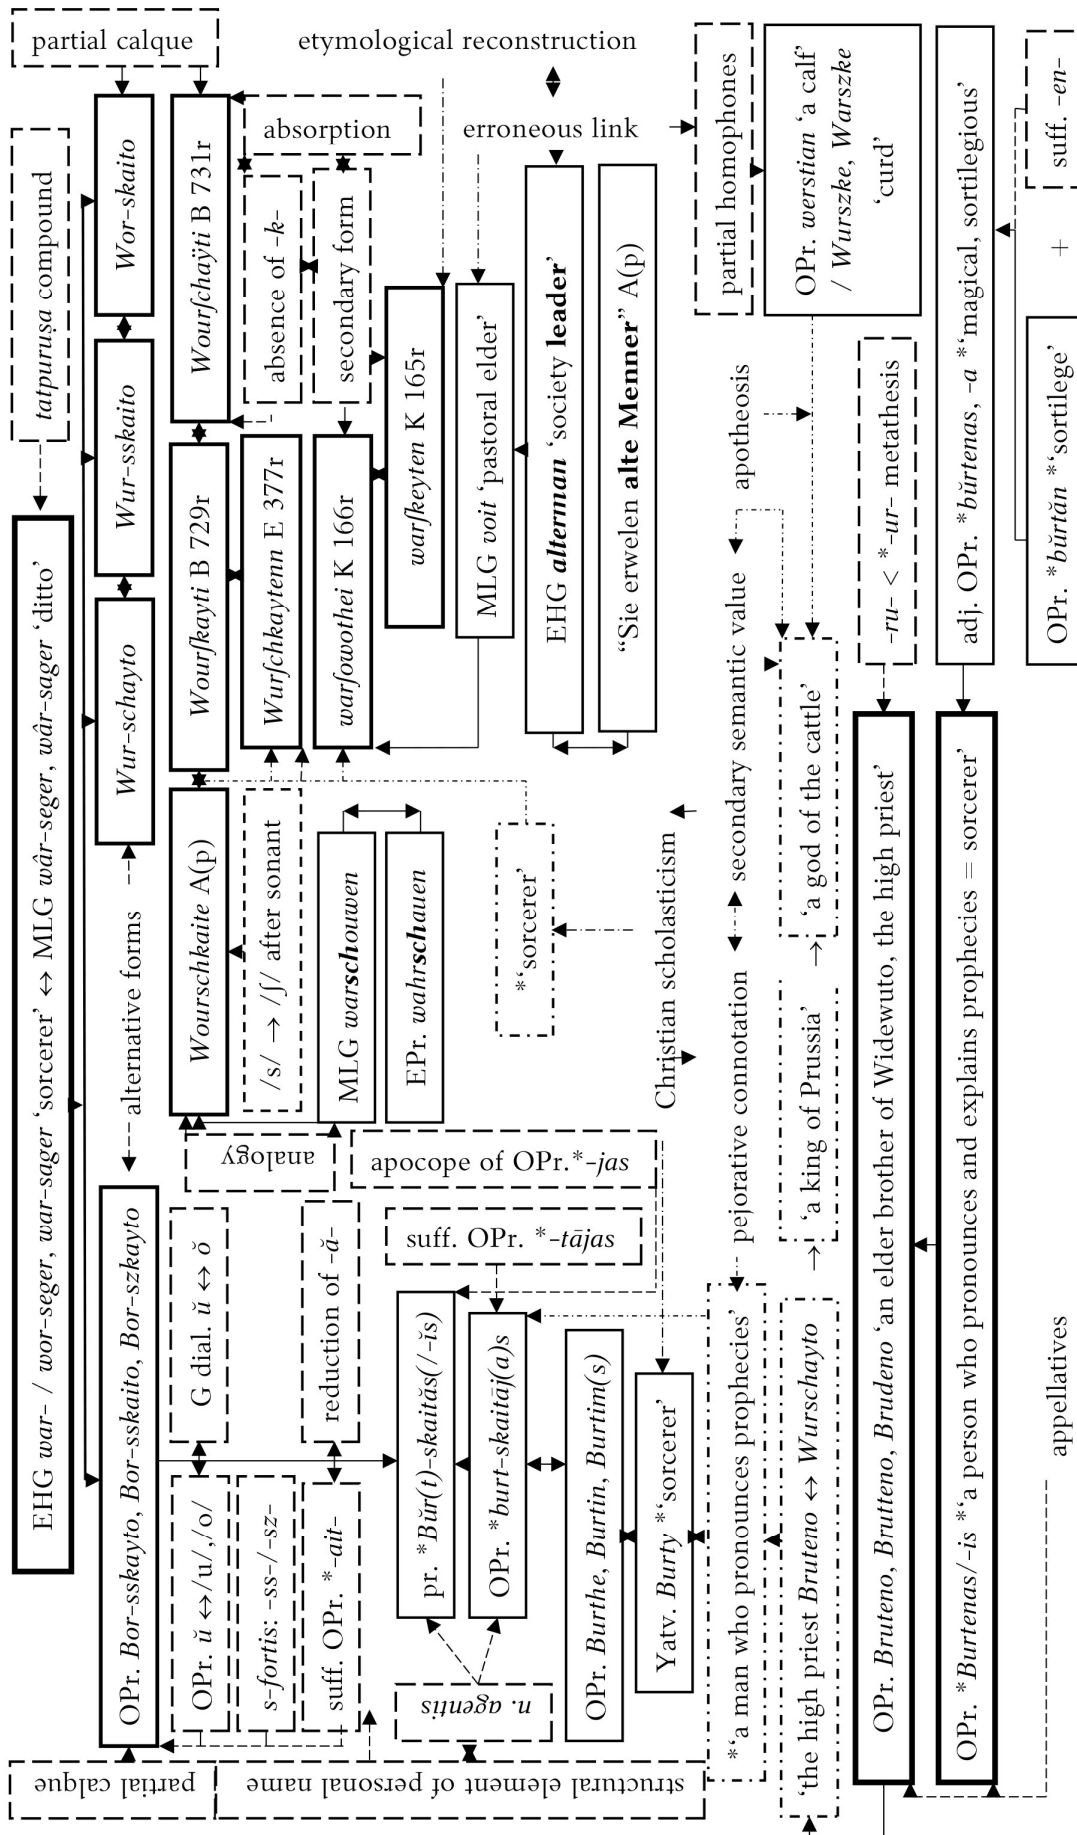 partial calque
tatpuruṣa compound
EHG war- / wor-seger, war-sager ‘sorcerer’ ↔ MLG wâr-seger, wâr-sager ‘ditto’
OPr. Bor-sskayto, Bor-sskaito, Bor-szkayto
alternative forms
Wur-schayto
Wur-sskaito
Wor-skaito
partial calque
OPr. ŭ ↔ /u/,/o/
G dial. ŭ ↔ ŏ
Wourschkaite A(p)
Wourſkayti B 729r
Wourſchaÿti B 731r
s-fortis: -ss-/-sz-
analogy
/s/ → /ʃ/ after sonant
Wurſchkaytenn E 377r
absence of -k-
absorption
suff. OPr. *-ait-
reduction of -ă-
MLG warschouwen
warſowothei K 166r
secondary form
etymological reconstruction
structural element of personal name
apocope of OPr.*-jas
EPr. wahrschauen
warſkeyten K 165r
n. agentis
pr. *Bŭr(t)-skaităs(/-is)
suff. OPr. *-tājas
MLG voit ‘pastoral elder’
erroneous link
OPr. *burt-skaitāj(a)s
*‘sorcerer’
EHG alterman ‘society leader’
OPr. Burthe, Burtin, Burtim(s)
“Sie erwelen alte Menner” A(p)
Yatv. Burty *‘sorcerer’
Christian scholasticism
partial homophones
*‘a man who pronounces prophecies’
pejorative connotation
secondary semantic value
apotheosis
OPr. werstian ‘a calf’
/ Wurszke, Warszke
‘curd’
‘the high priest Bruteno ↔ Wurschayto
→ ‘a king of Prussia’ →
‘a god of the cattle’
OPr. Bruteno, Brutteno, Brudeno ‘an elder brother of Widewuto, the high priest’
-ru- < *-ur- metathesis
OPr. *Burtenas/-is *‘a person who pronounces and explains prophecies = sorcerer’
adj. OPr. *bŭrtenas, -a *‘magical, sortilegious’
appellatives
OPr. *bŭrtăn *‘sortilege’
+
suff. -en-